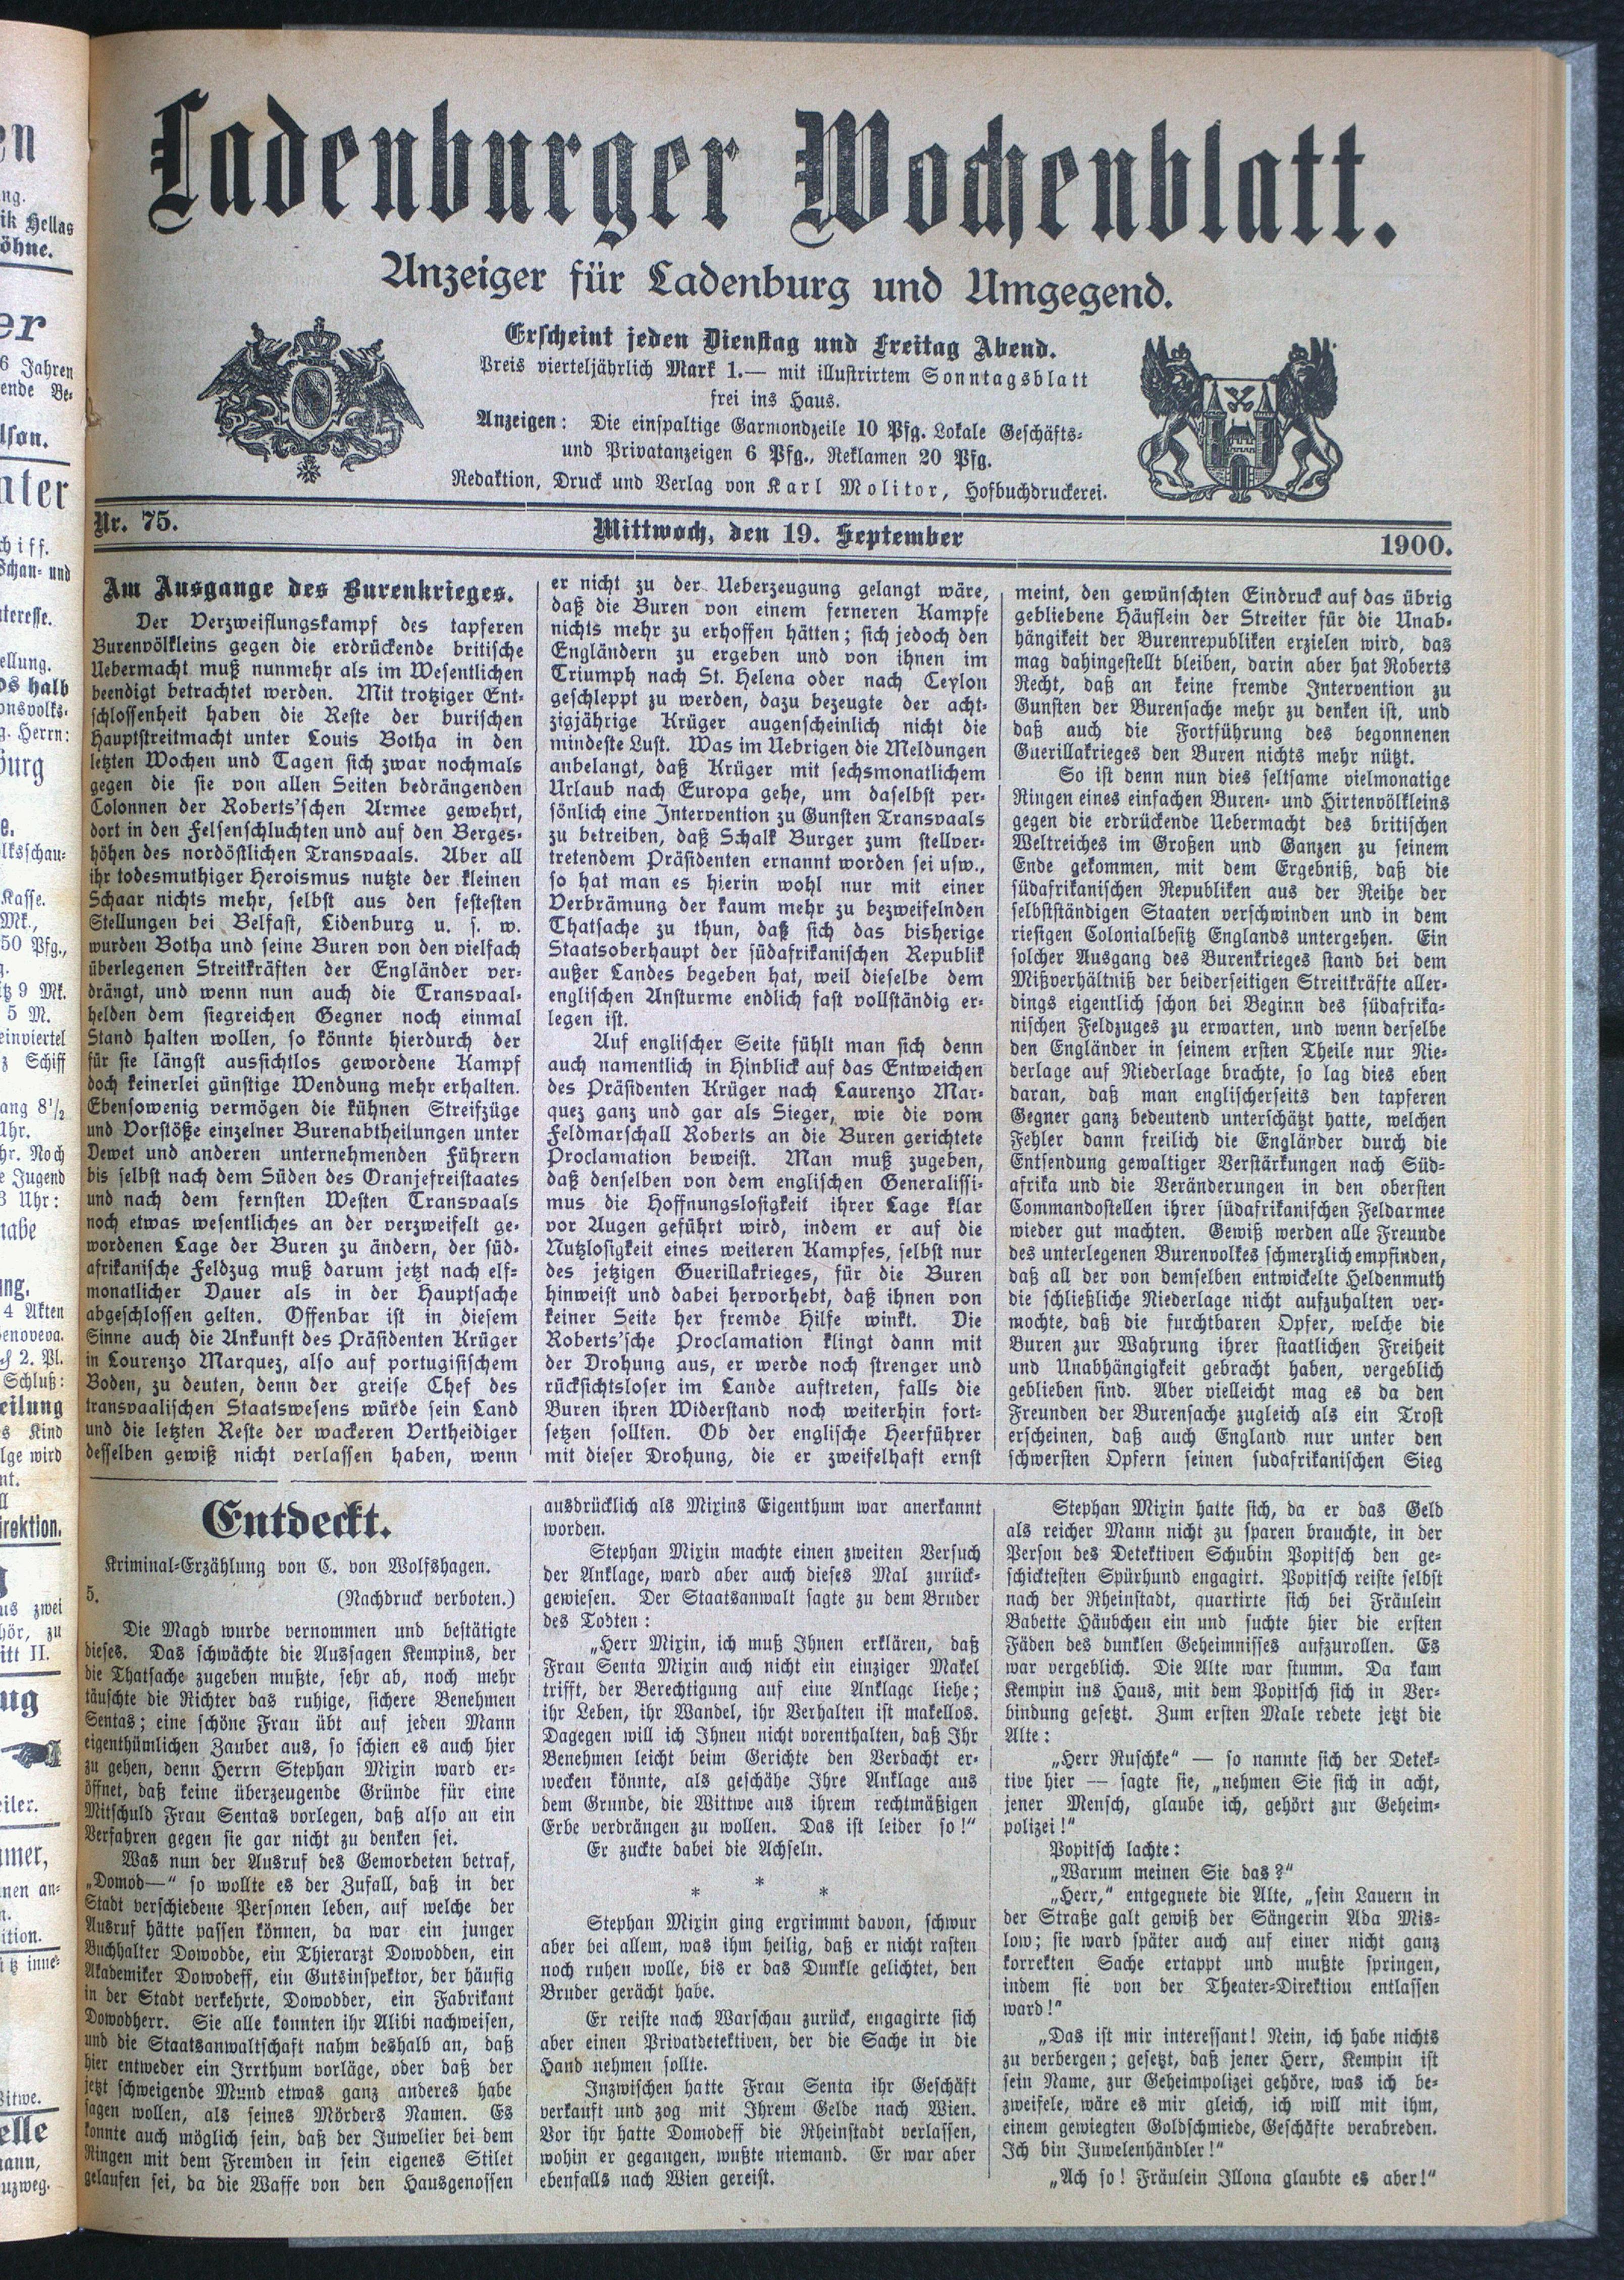 Ladenburger Wochenblatt.
Anzeiger für Ladenburg und Umgegend.
Erscheint jeden Dienstag und Freitag Abend.
Preis vierteljährlich Mark 1.— mit illustrirtem Sonntagsblatt
frei ins Haus.
Anzeigen: Die einspaltige Garmondzeile 10 Pfg. Lokale Geschäfts-
und Privatanzeigen 6 Pfg., Reklamen 20 Pfg.
Redaktion, Druck und Verlag von Karl Molitor, Hofbuchdruckerei.
Nr. 75.
Mittwoch, den 19. September
1900.
Am Ausgange des Burenkrieges.
Der Verzweiflungskampf des tapferen
Burenvölkleins gegen die erdrückende britische
Uebermacht muß nunmehr als im Wesentlichen
beendigt betrachtet werden. Mit trotziger Ent-
schlossenheit haben die Reste der burischen
Hauptstreitmacht unter Louis Botha in den
letzten Wochen und Tagen sich zwar nochmals
gegen die sie von allen Seiten bedrängenden
Colonnen der Roberts'schen Armee gewehrt,
dort in den Felsenschluchten und auf den Berges-
höhen des nordöstlichen Transvaals. Aber all
ihr todesmuthiger Heroismus nutzte der kleinen
Schaar nichts mehr, selbst aus den festesten
Stellungen bei Belfast, Lidenburg u. s. w.
wurden Botha und seine Buren von den vielfach
überlegenen Streitkräften der Engländer ver-
drängt, und wenn nun auch die Transvaal-
helden dem siegreichen Gegner noch einmal
Stand halten wollen, so könnte hierdurch der
für sie längst aussichtlos gewordene Kampf
doch keinerlei günstige Wendung mehr erhalten.
Ebensowenig vermögen die kühnen Streifzüge
und Vorstöße einzelner Burenabtheilungen unter
Dewet und anderen unternehmenden Führern
bis selbst nach dem Süden des Oranjefreistaates
und nach dem fernsten Westen Transvaals
noch etwas wesentliches an der verzweifelt ge-
wordenen Lage der Buren zu ändern, der süd-
afrikanische Feldzug muß darum jetzt nach elf-
monatlicher Dauer als in der Hauptsache
abgeschlossen gelten. Offenbar ist in diesem
Sinne auch die Ankunft des Präsidenten Krüger
in Lourenzo Marquez, also auf portugisischem
Boden, zu deuten, denn der greise Chef des
transvaalischen Staatswesens würde sein Land
und die letzten Reste der wackeren Vertheidiger
desselben gewiß nicht verlassen haben, wenn
er nicht zu der Ueberzeugung gelangt wäre,
daß die Buren von einem ferneren Kampfe
nichts mehr zu erhoffen hätten; sich jedoch den
Engländern zu ergeben und von ihnen im
Triumph nach St. Helena oder nach Ceylon
geschleppt zu werden, dazu bezeugte der acht-
zigjährige Krüger augenscheinlich nicht die
mindeste Lust. Was im Uebrigen die Meldungen
anbelangt, daß Krüger mit sechsmonatlichem
Urlaub nach Europa gehe, um daselbst per-
sönlich eine Intervention zu Gunsten Transvaals
zu betreiben, daß Schalk Burger zum stellver-
tretendem Präsidenten ernannt worden sei usw.,
so hat man es hierin wohl nur mit einer
Verbrämung der kaum mehr zu bezweifelnden
Thatsache zu thun, daß sich das bisherige
Staatsoberhaupt der südafrikanischen Republik
außer Landes begeben hat, weil dieselbe dem
englischen Ansturme endlich fast vollständig er-
legen ist.
Auf englischer Seite fühlt man sich denn
auch namentlich in Hinblick auf das Entweichen
des Präsidenten Krüger nach Laurenzo Mar-
quez ganz und gar als Sieger, wie die vom
Feldmarschall Roberts an die Buren gerichtete
Proclamation beweist. Man muß zugeben,
daß denselben von dem englischen Generalissi-
mus die Hoffnungslosigkeit ihrer Lage klar
vor Augen geführt wird, indem er auf die
Nutzlosigkeit eines weiteren Kampfes, selbst nur
des jetzigen Guerillakrieges, für die Buren
hinweist und dabei hervorhebt, daß ihnen von
keiner Seite her fremde Hilfe winkt. Die
Roberts'sche Proclamation klingt dann mit
der Drohung aus, er werde noch strenger und
rücksichtsloser im Lande auftreten, falls die
Buren ihren Widerstand noch weiterhin fort-
setzen sollten. Ob der englische Heerführer
mit dieser Drohung, die er zweifelhaft ernst
meint, den gewünschten Eindruck auf das übrig
gebliebene Häuflein der Streiter für die Unab-
hängikeit der Burenrepubliken erzielen wird, das
mag dahingestellt bleiben, darin aber hat Roberts
Recht, daß an keine fremde Intervention zu
Gunsten der Burensache mehr zu denken ist, und
daß auch die Fortführung des begonnenen
Guerillakrieges den Buren nichts mehr nützt.
So ist denn nun dies seltsame vielmonatige
Ringen eines einfachen Buren- und Hirtenvölkleins
gegen die erdrückende Uebermacht des britischen
Weltreiches im Großen und Ganzen zu seinem
Ende gekommen, mit dem Ergebniß, daß die
südafrikanischen Republiken aus der Reihe der
selbstständigen Staaten verschwinden und in dem
riesigen Colonialbesitz Englands untergehen. Ein
solcher Ausgang des Burenkrieges stand bei dem
Mißverhältniß der beiderseitigen Streitkräfte aller-
dings eigentlich schon bei Beginn des südafrika-
nischen Feldzuges zu erwarten, und wenn derselbe
den Engländer in seinem ersten Theile nur Nie-
derlage auf Niederlage brachte, so lag dies eben
daran, daß man englischerseits den tapferen
Gegner ganz bedeutend unterschätzt hatte, welchen
Fehler dann freilich die Engländer durch die
Entsendung gewaltiger Verstärkungen nach Süd-
afrika und die Veränderungen in den obersten
Commandostellen ihrer südafrikanischen Feldarmee
wieder gut machten. Gewiß werden alle Freunde
des unterlegenen Burenvolkes schmerzlich empfinden,
daß all der von demselben entwickelte Heldenmuth
die schließliche Niederlage nicht aufzuhalten ver-
mochte, daß die furchtbaren Opfer, welche die
Buren zur Wahrung ihrer staatlichen Freiheit
und Unabhängigkeit gebracht haben, vergeblich
geblieben sind. Aber vielleicht mag es da den
Freunden der Burensache zugleich als ein Trost
erscheinen, daß auch England nur unter den
schwersten Opfern seinen sudafrikanischen Sieg
Entdeckt.
Kriminal-Erzählung von C. von Wolfshagen.
5.
(Nachdruck verboten.)
Die Magd wurde vernommen und bestätigte
dieses. Das schwächte die Aussagen Kempins, der
die Thatsache zugeben mußte, sehr ab, noch mehr
täuschte die Richter das ruhige, sichere Benehmen
Sentas; eine schöne Frau übt auf jeden Mann
eigenthümlichen Zauber aus, so schien es auch hier
zu gehen, denn Herrn Stephan Mixin ward er-
öffnet, daß keine überzeugende Gründe für eine
Mitschuld Frau Sentas vorlegen, daß also an ein
Verfahren gegen sie gar nicht zu denken sei.
Was nun der Ausruf des Gemordeten betraf,
„Domod—“ so wollte es der Zufall, daß in der
Stadt verschiedene Personen leben, auf welche der
Ausruf hätte passen können, da war ein junger
Buchhalter Dowodde, ein Thierarzt Dowodden, ein
Akademiker Dowodeff, ein Gutsinspektor, der häufig
in der Stadt verkehrte, Dowodder, ein Fabrikant
Dowodherr. Sie alle konnten ihr Alibi nachweisen,
und die Staatsanwaltschaft nahm deshalb an, daß
hier entweder ein Irrthum vorläge, oder daß der
jetzt schweigende Mund etwas ganz anderes habe
sagen wollen, als seines Mörders Namen. Es
konnte auch möglich sein, daß der Juwelier bei dem
Ringen mit dem Fremden in sein eigenes Stilet
gelaufen sei, da die Waffe von den Hausgenossen
ausdrücklich als Mixins Eigenthum war anerkannt
worden.
Stephan Mixin machte einen zweiten Versuch
der Anklage, ward aber auch dieses Mal zurück-
gewiesen. Der Staatsanwalt sagte zu dem Bruder
des Todten:
„Herr Mixin, ich muß Ihnen erklären, daß
Frau Senta Mixin auch nicht ein einziger Makel
trifft, der Berechtigung auf eine Anklage liehe;
ihr Leben, ihr Wandel, ihr Verhalten ist makellos.
Dagegen will ich Ihnen nicht vorenthalten, daß Ihr
Benehmen leicht beim Gerichte den Verdacht er-
wecken könnte, als geschähe Ihre Anklage aus
dem Grunde, die Wittwe aus ihrem rechtmäßigen
Erbe verdrängen zu wollen. Das ist leider so!“
Er zuckte dabei die Achseln.
* * *
Stephan Mixin ging ergrimmt davon, schwur
aber bei allem, was ihm heilig, daß er nicht rasten
noch ruhen wolle, bis er das Dunkle gelichtet, den
Bruder gerächt habe.
Er reiste nach Warschau zurück, engagirte sich
aber einen Privatdetektiven, der die Sache in die
Hand nehmen sollte.
Inzwischen hatte Frau Senta ihr Geschäft
verkauft und zog mit Ihrem Gelde nach Wien.
Vor ihr hatte Domodeff die Rheinstadt verlassen,
wohin er gegangen, wußte niemand. Er war aber
ebenfalls nach Wien gereist.
Stephan Mixin hatte sich, da er das Geld
als reicher Mann nicht zu sparen brauchte, in der
Person des Detektiven Schubin Popitsch den ge-
schicktesten Spürhund engagirt. Popitsch reiste selbst
nach der Rheinstadt, quartirte sich bei Fräulein
Babette Häubchen ein und suchte hier die ersten
Fäden des dunklen Geheimnisses aufzurollen. Es
war vergeblich. Die Alte war stumm. Da kam
Kempin ins Haus, mit dem Popitsch sich in Ver-
bindung gesetzt. Zum ersten Male redete jetzt die
Alte:
„Herr Ruschke“ — so nannte sich der Detek-
tive hier — sagte sie, „nehmen Sie sich in acht,
jener Mensch, glaube ich, gehört zur Geheim-
polizei!“
Popitsch lachte:
„Warum meinen Sie das?“
„Herr,“ entgegnete die Alte, „sein Lauern in
der Straße galt gewiß der Sängerin Ada Mis-
low; sie ward später auch auf einer nicht ganz
korrekten Sache ertappt und mußte springen,
indem sie von der Theater-Direktion entlassen
ward!“
„Das ist mir interessant! Nein, ich habe nichts
zu verbergen; gesetzt, daß jener Herr, Kempin ist
sein Name, zur Geheimpolizei gehöre, was ich be-
zweifele, wäre es mir gleich, ich will mit ihm,
einem gewiegten Goldschmiede, Geschäfte verabreden.
Ich bin Juwelenhändler!“
„Ach so! Fräulein Illona glaubte es aber!“